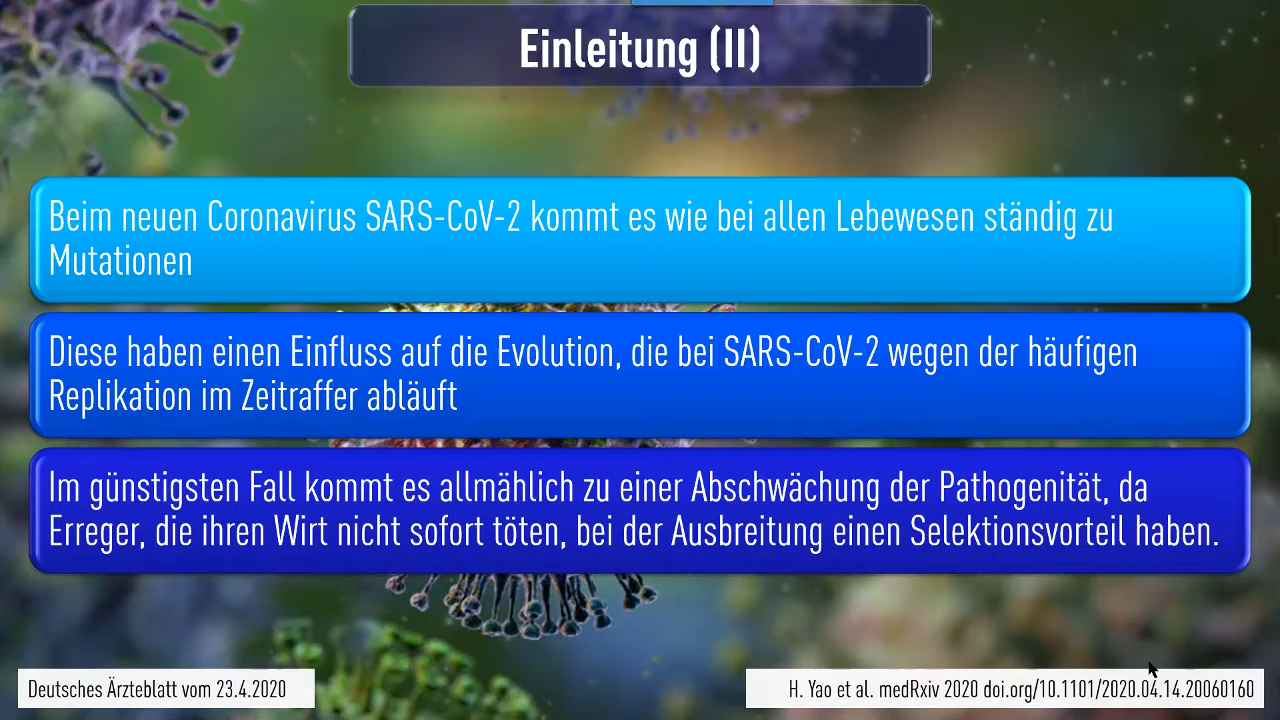 Einleitung (II)
Beim neuen Coronavirus SARS-CoV-2 kommt es wie bei allen Lebewesen ständig zu
Mutationen
Diese haben einen Einfluss auf die Evolution, die bei SARS-CoV-2 wegen der häufigen
Replikation im Zeitraffer abläuft
Im günstigsten Fall kommt es allmählich zu einer Abschwächung der Pathogenität, da
Erreger, die ihren Wirt nicht sofort töten, bei der Ausbreitung einen Selektionsvorteil haben.
Deutsches Ärzteblatt vom 23.4.2020
H. Yao et al. medRxiv 2020 doi.org/10.1101/2020.04.14.20060160